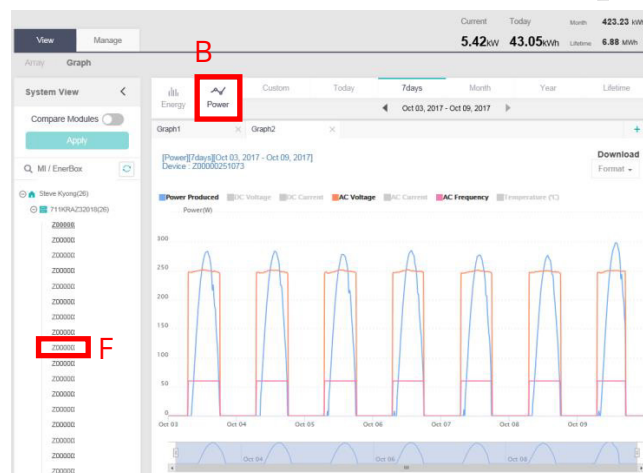 Current Today Month 423.23 kWh
View Manage 5.42kW 43.05kWh Lifetime 6.88 MWh
B
Array Graph
System View
Energy Power Custom Today 7days Month Year Lifetime
Compare Modules
Oct 03, 2017 - Oct 09, 2017
Apply
Graph1 × Graph2 × +
MI / EnerBox
[Power][7days][Oct 03, 2017 - Oct 09, 2017]
Device : Z00000251073
Download
Format
Steve Kyong(26)
711KRAZ32018(26)
Power Produced DC Voltage DC Current AC Voltage AC Current AC Frequency Temperature (℃)
Power(W)
Z00000
Z00000
Z00000
Z00000
Z00000
Z00000
Z00000
Z00000
Z00000
F
Z00000
Z00000
Z00000
Z00000
Z00000
Z00000
Z00000
Z00000
300
250
200
150
100
50
0
Oct 03 Oct 04 Oct 05 Oct 06 Oct 07 Oct 08 Oct 09
Oct 04 Oct 06 Oct 08